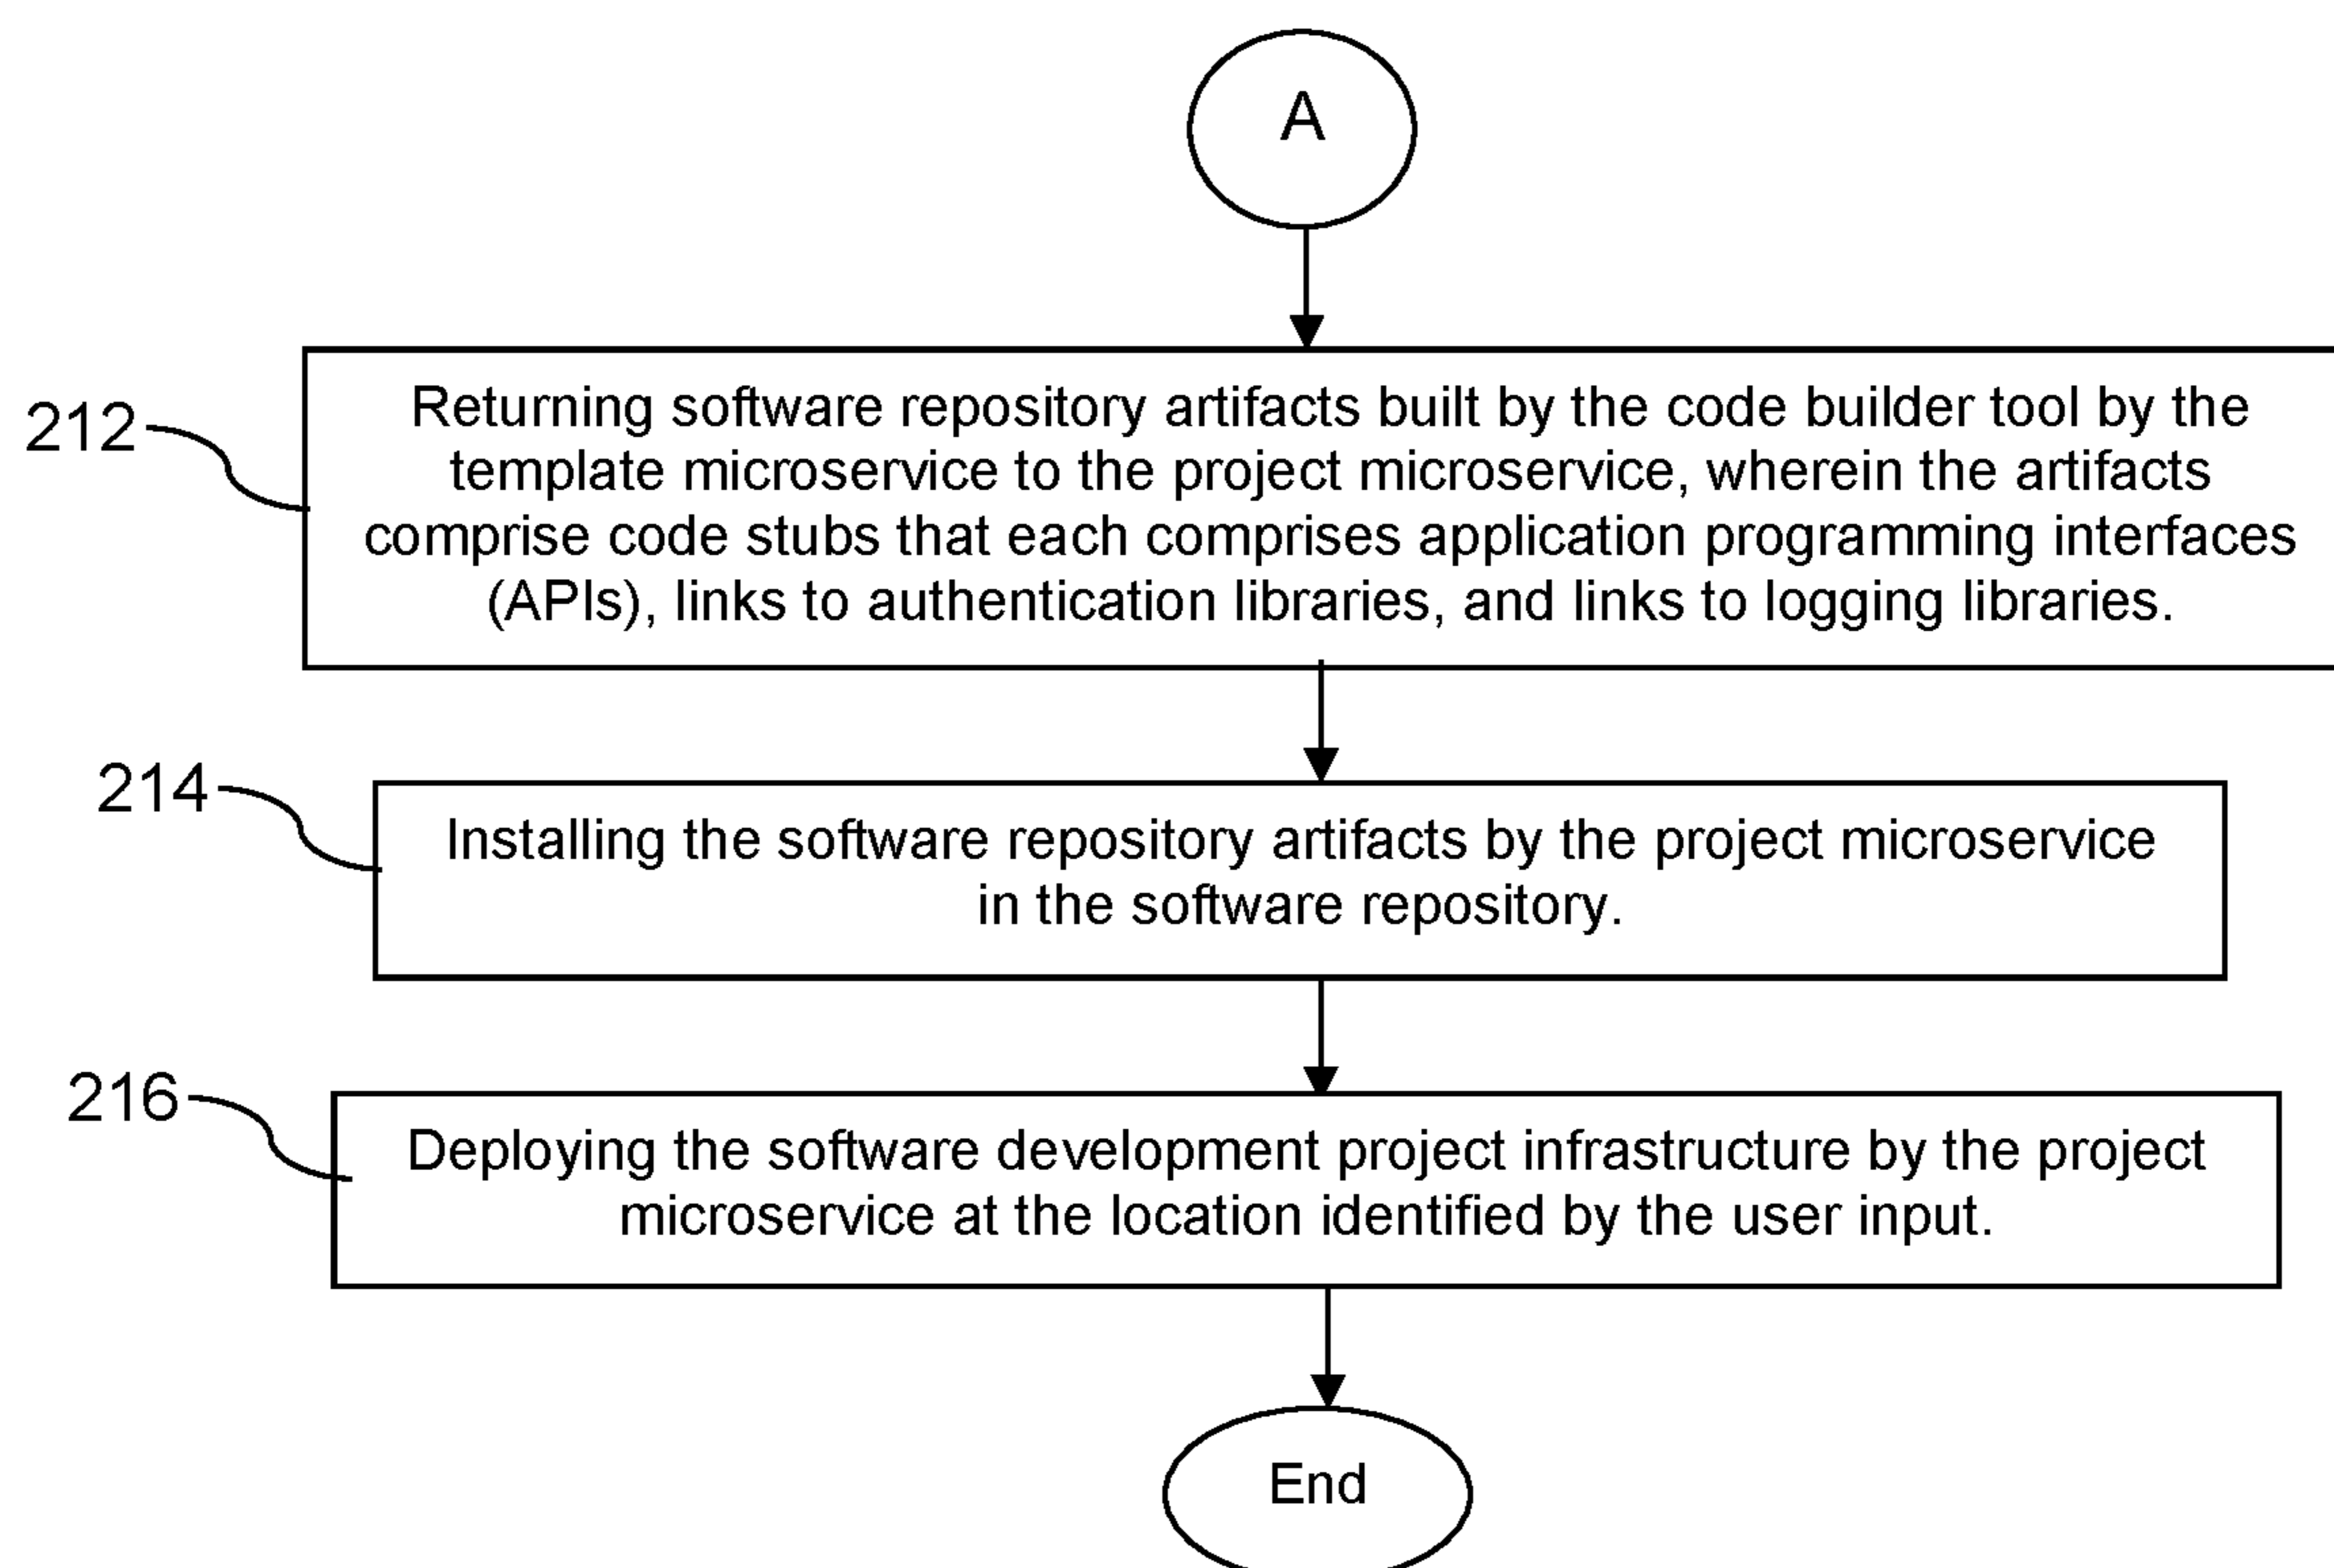 A
212
Returning software repository artifacts built by the code builder tool by the
template microservice to the project microservice, wherein the artifacts
comprise code stubs that each comprises application programming interfaces
(APIs), links to authentication libraries, and links to logging libraries.
214
Installing the software repository artifacts by the project microservice
in the software repository.
216
Deploying the software development project infrastructure by the project
microservice at the location identified by the user input.
End